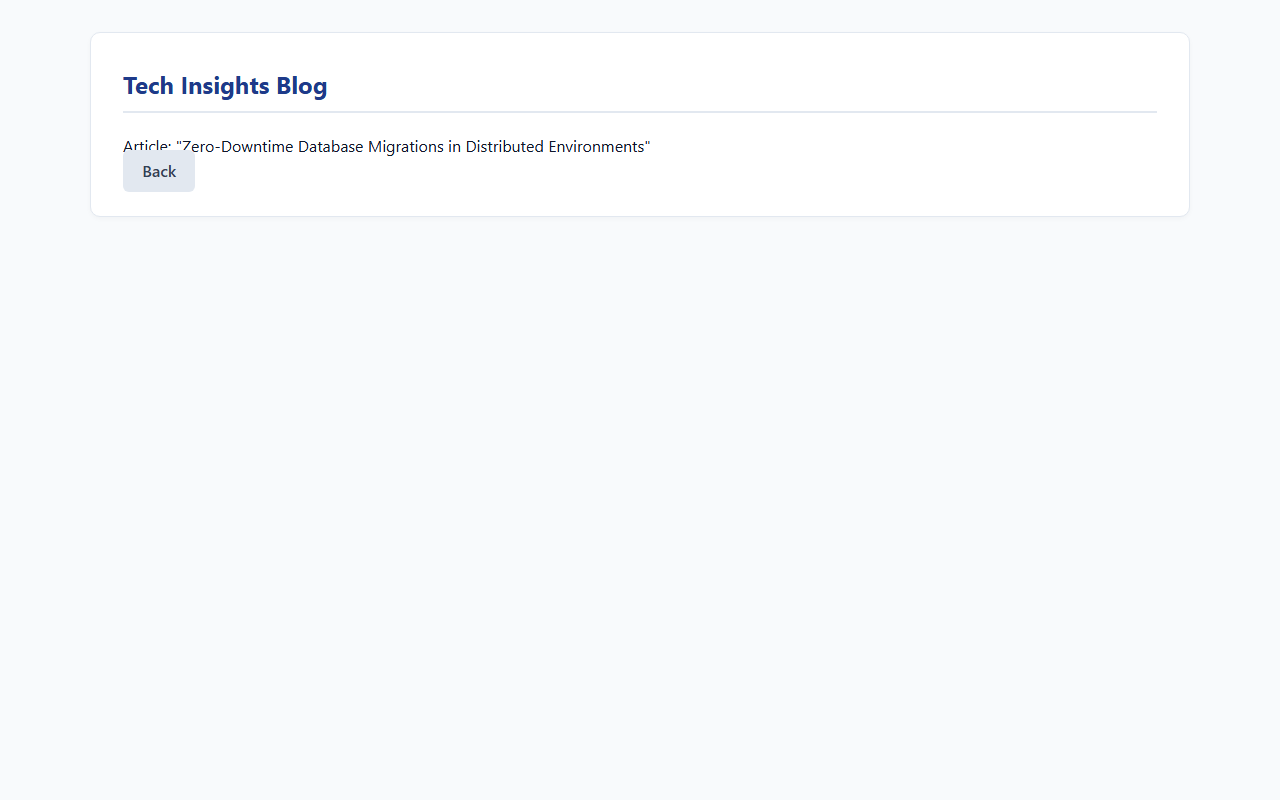 Tech Insights Blog
Article: "Zero-Downtime Database Migrations in Distributed Environments"
Back